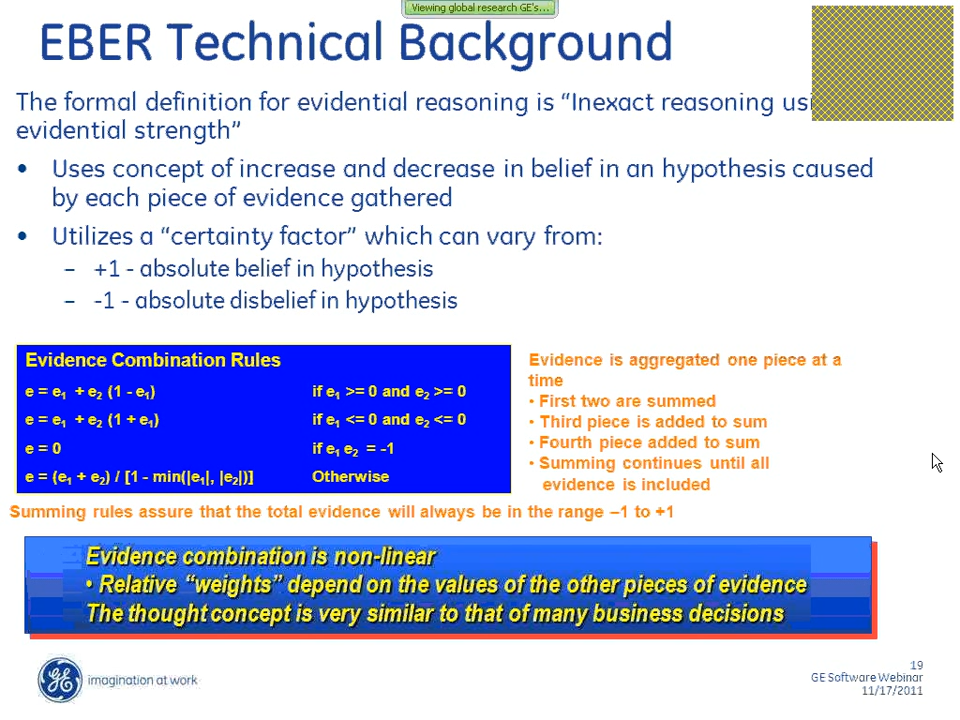 Viewing global research GE's...
EBER Technical Background
The formal definition for evidential reasoning is “Inexact reasoning
evidential strength”
• Uses concept of increase and decrease in belief in an hypothesis caused
by each piece of evidence gathered
• Utilizes a “certainty factor” which can vary from:
– +1 - absolute belief in hypothesis
– -1 - absolute disbelief in hypothesis
Evidence Combination Rules
e = e₁ + e₂ (1 - e₁) if e₁ >= 0 and e₂ >= 0
e = e₁ + e₂ (1 + e₁) if e₁ <= 0 and e₂ <= 0
e = 0 if e₁ e₂ = -1
e = (e₁ + e₂) / [1 - min(|e₁|, |e₂|)] Otherwise
Evidence is aggregated one piece at a
time
• First two are summed
• Third piece is added to sum
• Fourth piece added to sum
• Summing continues until all
evidence is included
Summing rules assure that the total evidence will always be in the range –1 to +1
Evidence combination is non-linear
• Relative “weights” depend on the values of the other pieces of evidence
The thought concept is very similar to that of many business decisions
GE imagination at work
19
GE Software Webinar
11/17/2011